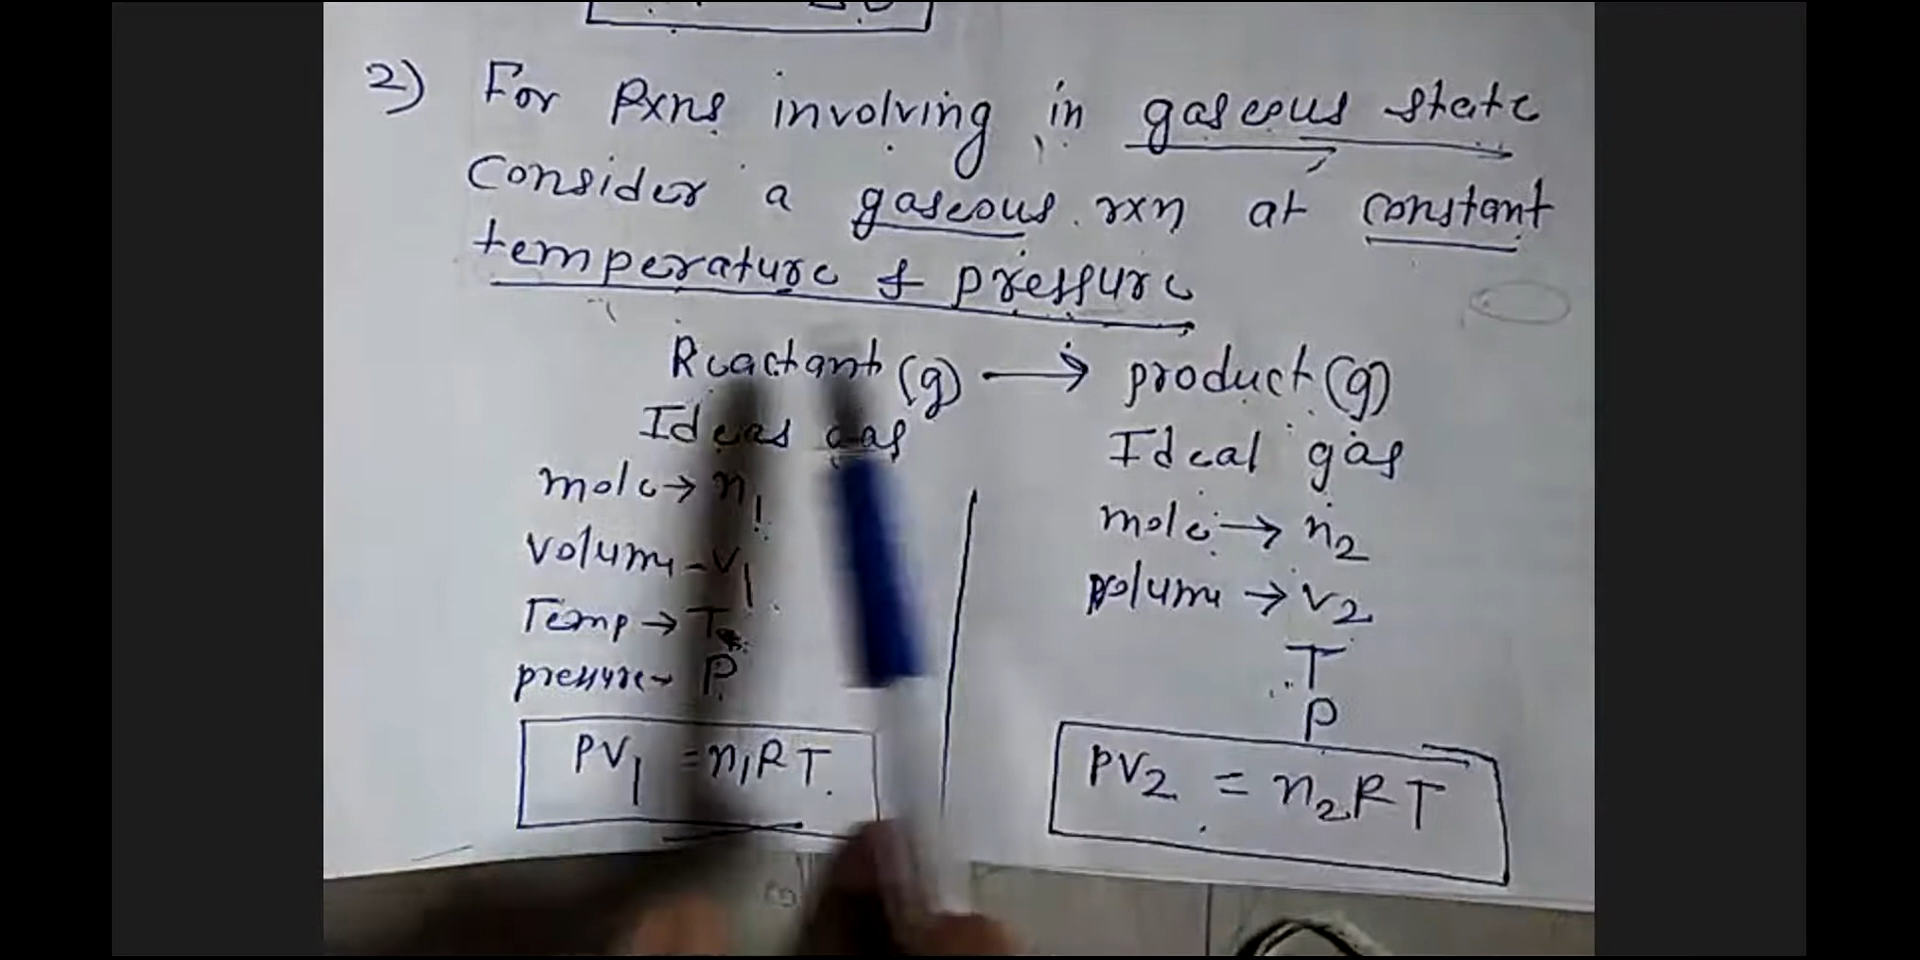 2) For Rxns involving in gaseous state
Consider a gaseous rxn at constant
temperature & pressure
Reactant (g) → product (g)
Ideas gas
Ideal gas
mole → n1
volume - v1
Temp → T
pressure → P
PV1 = n1RT
mole → n2
volume → v2
T
P
PV2 = n2RT